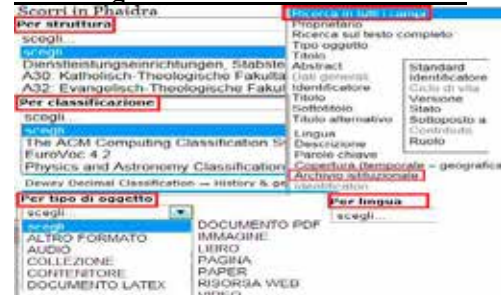 Scorri in Phaidra
Per struttura
scegli...
scegli
Dienstleistungseinrichtungen, Stabste
A30: Katholisch-Theologische Fakulta
A32: Evangelisch-Theologische Fakult
Per classificazione
scegli...
scegli
The ACM Computing Classification S
EuroVoc 4.2
Physics and Astronomy Classification
Dewey Decimal Classification — History & ge
Per tipo di oggetto
scegli
scegli
ALTRO FORMATO
AUDIO
COLLEZIONE
CONTENITORE
DOCUMENTO LATEX
DOCUMENTO PDF
IMMAGINE
LIBRO
PAGINA
PAPER
RISORSA WEB
VIDEO
Ricerca in tutti i campi
Proprietario
Ricerca sul testo completo
Tipo oggetto
Titolo
Abstract
Dati generali
Identificatore
Titolo
Sottotitolo
Titolo alternativo
Lingua
Descrizione
Parole chiave
Copertura (temporale – geografica
Archivio istituzionale
Identificatori
Standard
Identificatore
Ciclo di vita
Versione
Stato
Sottoposto a
Contributo
Ruolo
Per lingua
scegli...